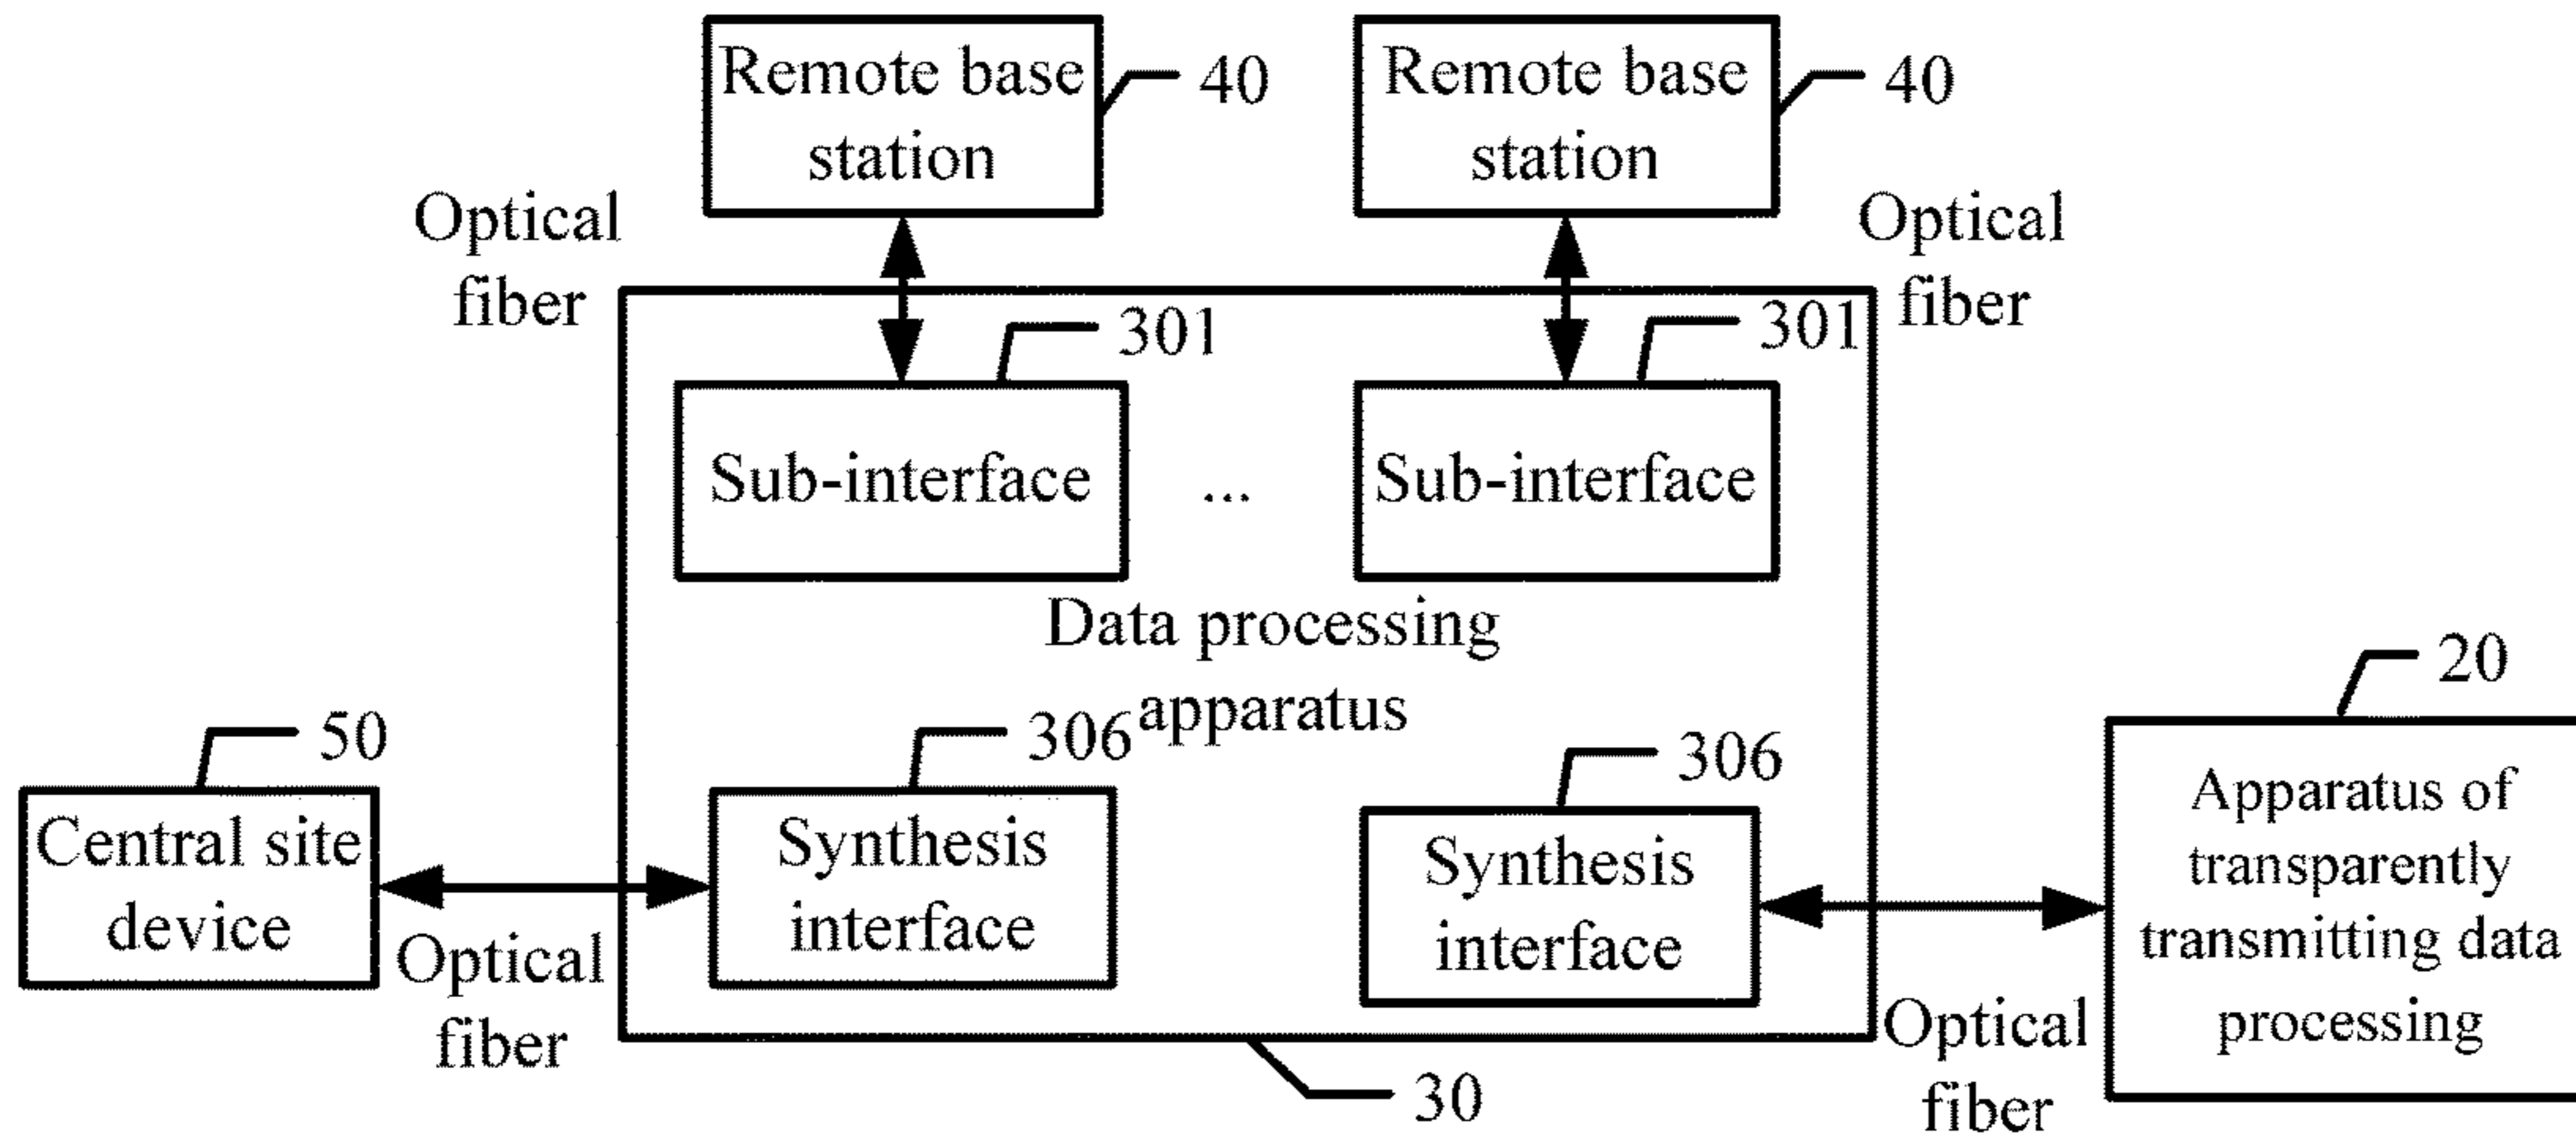 Remote base
station
40
Remote base
station
40
Optical
fiber
Optical
fiber
301
301
Sub-interface
...
Sub-interface
Data processing
apparatus
50
306
306
20
Central site
device
Synthesis
interface
Synthesis
interface
Apparatus of
transparently
transmitting data
processing
Optical
fiber
Optical
fiber
30